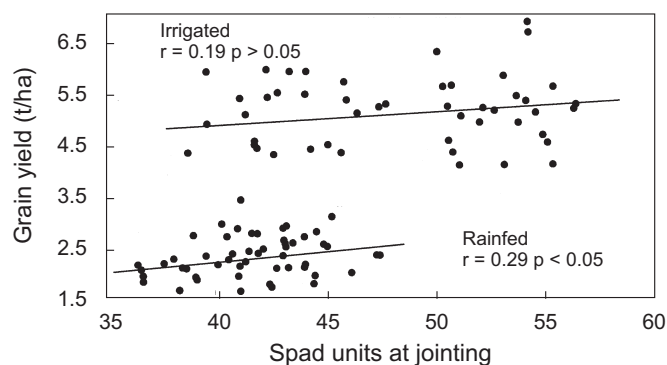 Irrigated
r = 0.19 p > 0.05
Grain yield (t/ha)
6.5
5.5
4.5
3.5
2.5
1.5
Rainfed
r = 0.29 p < 0.05
35 40 45 50 55 60
Spad units at jointing